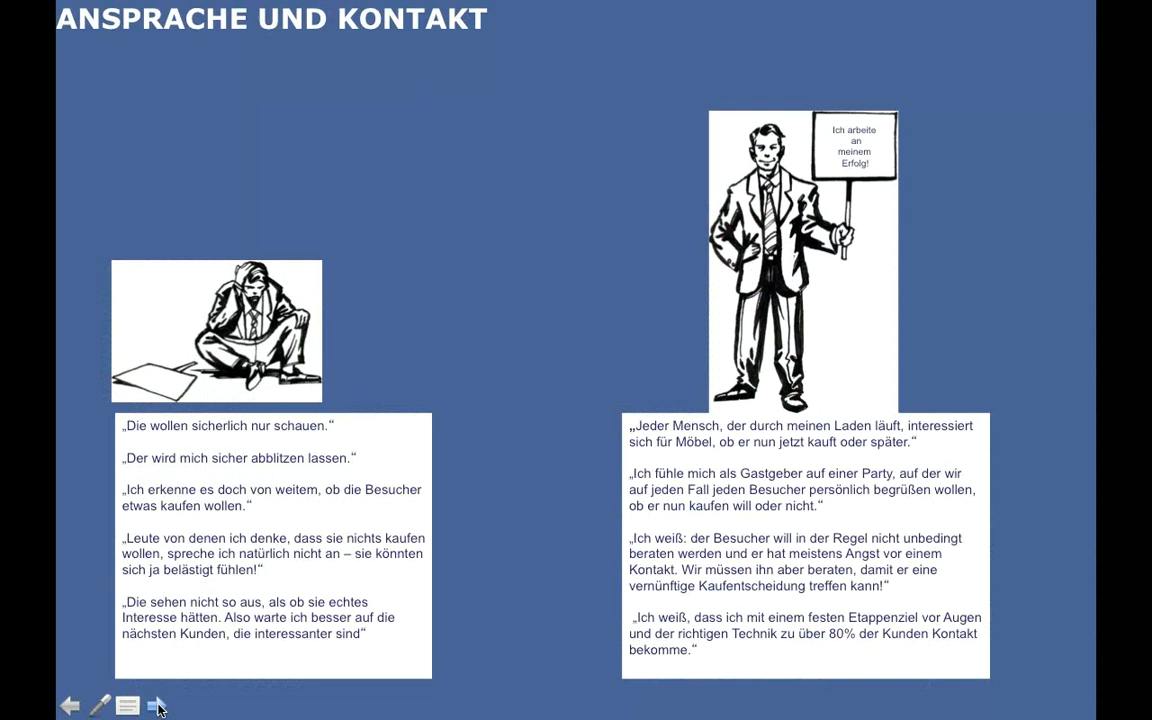 ANSPRACHE UND KONTAKT
Ich arbeite
an
meinem
Erfolg!
„Die wollen sicherlich nur schauen.“
„Der wird mich sicher abblitzen lassen.“
„Ich erkenne es doch von weitem, ob die Besucher
etwas kaufen wollen.“
„Leute von denen ich denke, dass sie nichts kaufen
wollen, spreche ich natürlich nicht an – sie könnten
sich ja belästigt fühlen!“
„Die sehen nicht so aus, als ob sie echtes
Interesse hätten. Also warte ich besser auf die
nächsten Kunden, die interessanter sind“
„Jeder Mensch, der durch meinen Laden läuft, interessiert
sich für Möbel, ob er nun jetzt kauft oder später.“
„Ich fühle mich als Gastgeber auf einer Party, auf der wir
auf jeden Fall jeden Besucher persönlich begrüßen wollen,
ob er nun kaufen will oder nicht.“
„Ich weiß: der Besucher will in der Regel nicht unbedingt
beraten werden und er hat meistens Angst vor einem
Kontakt. Wir müssen ihn aber beraten, damit er eine
vernünftige Kaufentscheidung treffen kann!“
„Ich weiß, dass ich mit einem festen Etappenziel vor Augen
und der richtigen Technik zu über 80% der Kunden Kontakt
bekomme.“